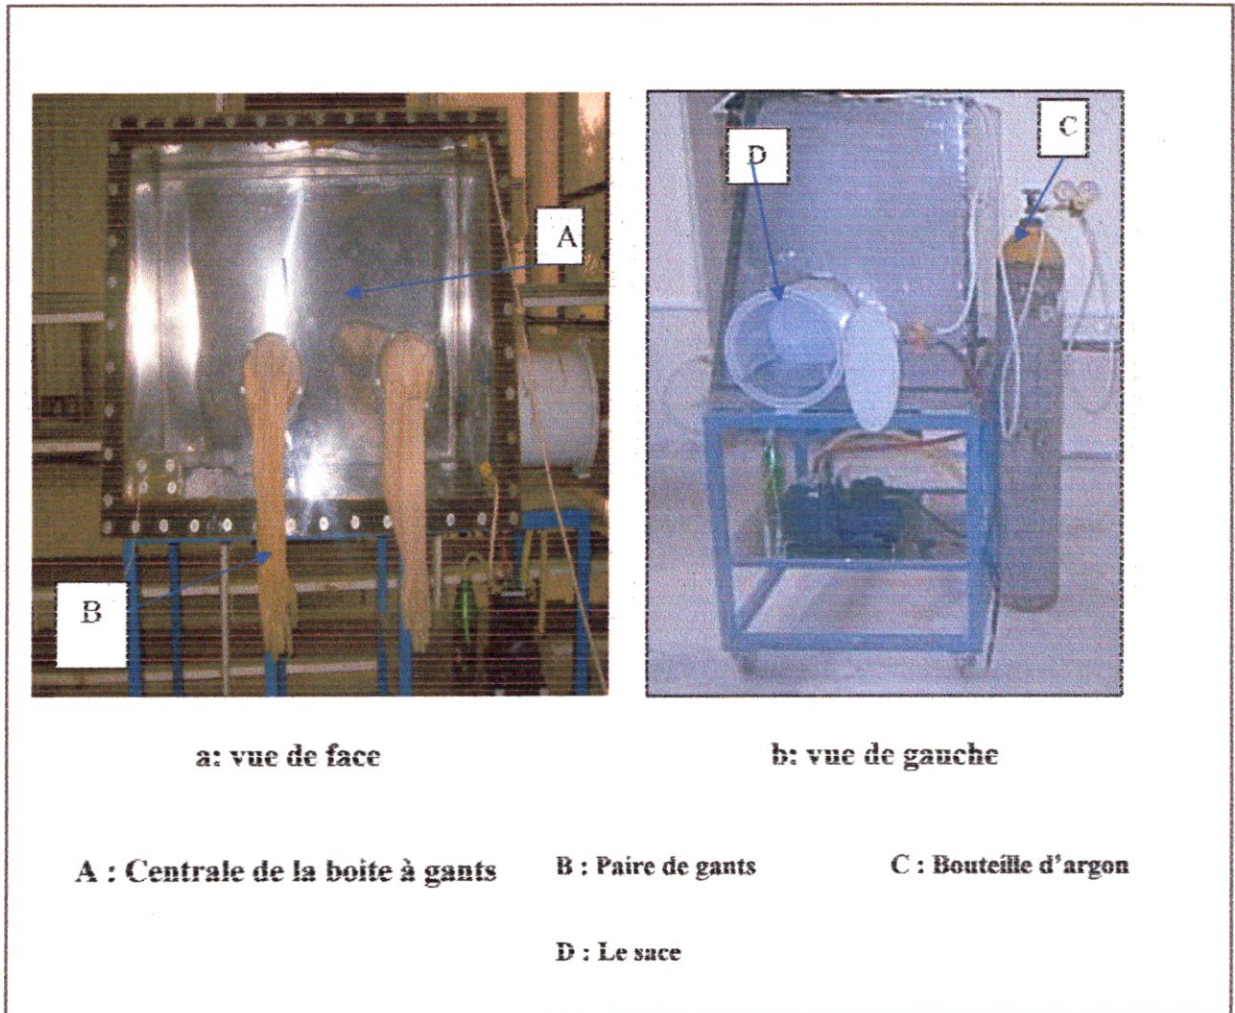 A
B
D
C
a: vue de face
b: vue de gauche
A : Centrale de la boite à gants
B : Paire de gants
C : Bouteille d’argon
D : Le sace